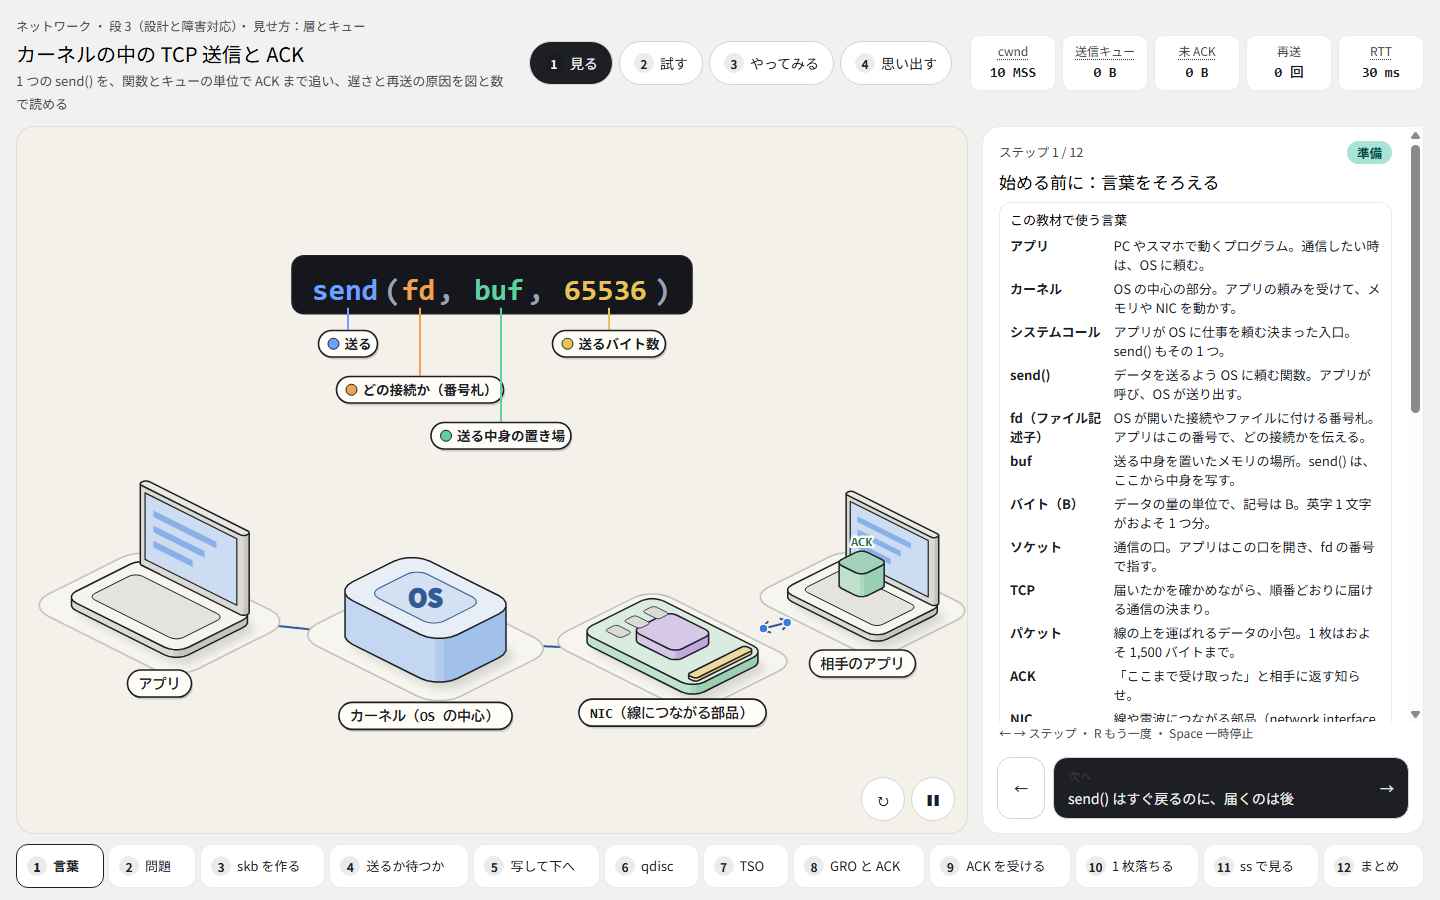 ネットワーク ・ 段 3（設計と障害対応）・ 見せ方：層とキュー
カーネルの中の TCP 送信と ACK
1 つの send() を、関数とキューの単位で ACK まで追い、遅さと再送の原因を図と数
で読める
1 見る
2 試す
3 やってみる
4 思い出す
cwnd
10 MSS
送信キュー
0 B
未 ACK
0 B
再送
0 回
RTT
30 ms
send(fd, buf, 65536 )
送る
送るバイト数
どの接続か（番号札）
送る中身の置き場
OS
ACK
アプリ
カーネル（OS の中心）
NIC（線につながる部品）
相手のアプリ
ステップ 1 / 12
準備
始める前に：言葉をそろえる
この教材で使う言葉
アプリ
PC やスマホで動くプログラム。通信したい時
は、OS に頼む。
カーネル
OS の中心の部分。アプリの頼みを受けて、メ
モリや NIC を動かす。
システムコール
アプリが OS に仕事を頼む決まった入口。
send() もその 1 つ。
send()
データを送るよう OS に頼む関数。アプリが
呼び、OS が送り出す。
fd（ファイル記
述子）
OS が開いた接続やファイルに付ける番号札。
アプリはこの番号で、どの接続かを伝える。
buf
送る中身を置いたメモリの場所。send() は、
ここから中身を写す。
バイト（B）
データの量の単位で、記号は B。英字 1 文字
がおよそ 1 つ分。
ソケット
通信の口。アプリはこの口を開き、fd の番号
で指す。
TCP
届いたかを確かめながら、順番どおりに届け
る通信の決まり。
パケット
線の上を運ばれるデータの小包。1 枚はおよ
そ 1,500 バイトまで。
ACK
「ここまで受け取った」と相手に返す知ら
せ。
NIC
線や電波につながる部品（network interface
← → ステップ ・ R もう一度 ・ Space 一時停止
←
次へ
send() はすぐ戻るのに、届くのは後
→
1 言葉
2 問題
3 skb を作る
4 送るか待つか
5 写して下へ
6 qdisc
7 TSO
8 GRO と ACK
9 ACK を受ける
10 1 枚落ちる
11 ss で見る
12 まとめ